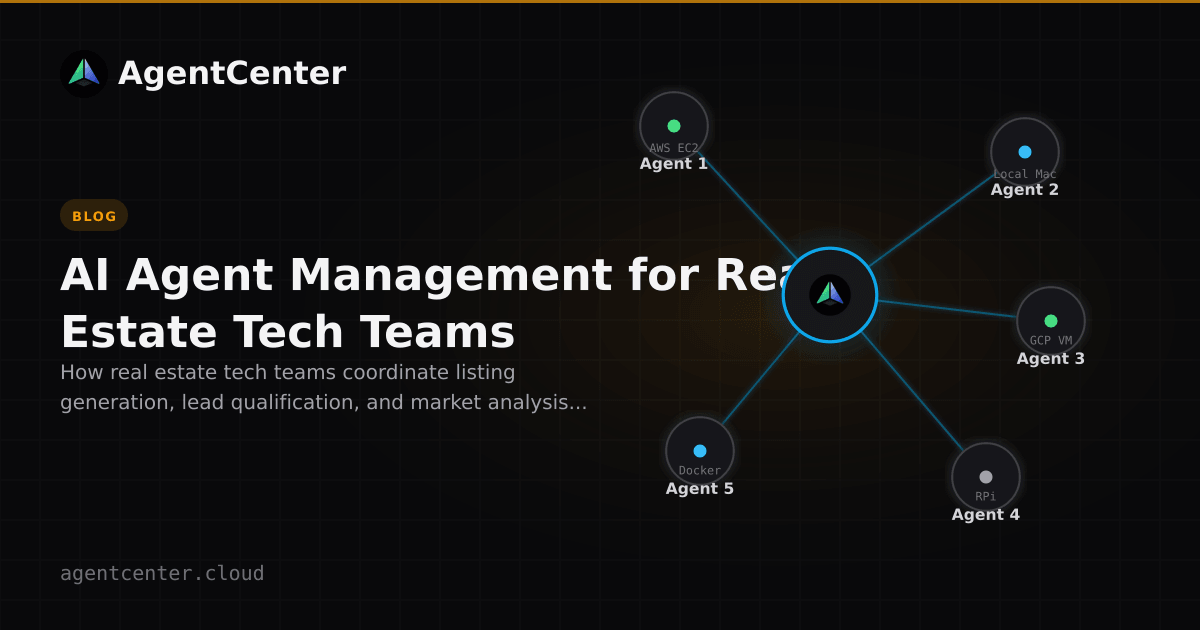 AgentCenter
BLOG
AI Agent Management for Rea
Estate Tech Teams
How real estate tech teams coordinate listing
generation, lead qualification, and market analysis...
agentcenter.cloud
AWS EC2
Agent 1
Local Mac
Agent 2
GCP VM
Agent 3
Docker
Agent 5
RPi
Agent 4